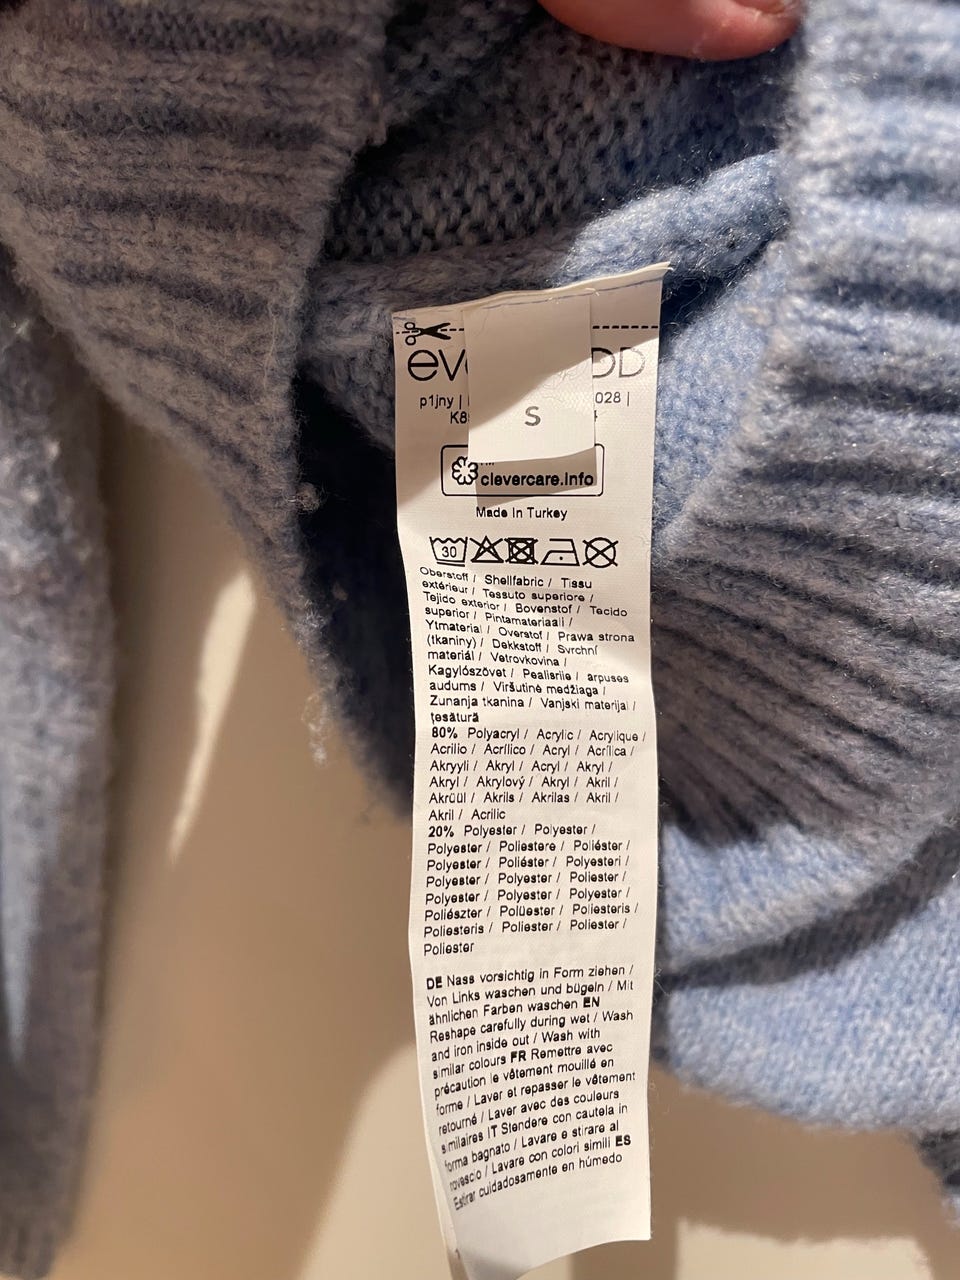 S
p1jny |
028 |
clevercare.info
Made in Turkey
30
Oberstoff / Shellfabric / Tissu
extérieur / Tessuto superiore /
Tejido exterior / Bovenstof / Tecido
superior / Pintamateriaali /
Ytmaterial / Overstof / Prawa strona
(tkaniny) / Dekkstoff / Svrchní
materiál / Vetrovkovina /
Kagylószövet / Pealisriie / arpuses
audums / Viršutinė medžiaga /
Zunanja tkanina / Vanjski materijal /
țesătură
80% Polyacryl / Acrylic / Acrylique /
Acrilio / Acrílico / Acryl / Acrílica /
Akryyli / Akryl / Acryl / Akryl /
Akryl / Akrylový / Akryl / Akril /
Akrüül / Akrils / Akrilas / Akril /
Akril / Acrilic
20% Polyester / Polyester /
Polyester / Poliestere / Poliéster /
Polyester / Poliéster / Polyesteri /
Polyester / Polyester / Poliester /
Polyester / Polyester / Polyester /
Poliészter / Polüester / Poliesteris /
Poliesteris / Poliester / Poliester /
Poliester
DE Nass vorsichtig in Form ziehen /
Von Links waschen und bügeln / Mit
ähnlichen Farben waschen EN
Reshape carefully during wet / Wash
and iron inside out / Wash with
similar colours FR Remettre avec
précaution le vêtement mouillé en
forme / Laver et repasser le vêtement
retourné / Laver avec des couleurs
similaires IT Stendere con cautela in
forma bagnato / Lavare e stirare al
rovescio / Lavare con colori simili ES
Estirar cuidadosamente en húmedo